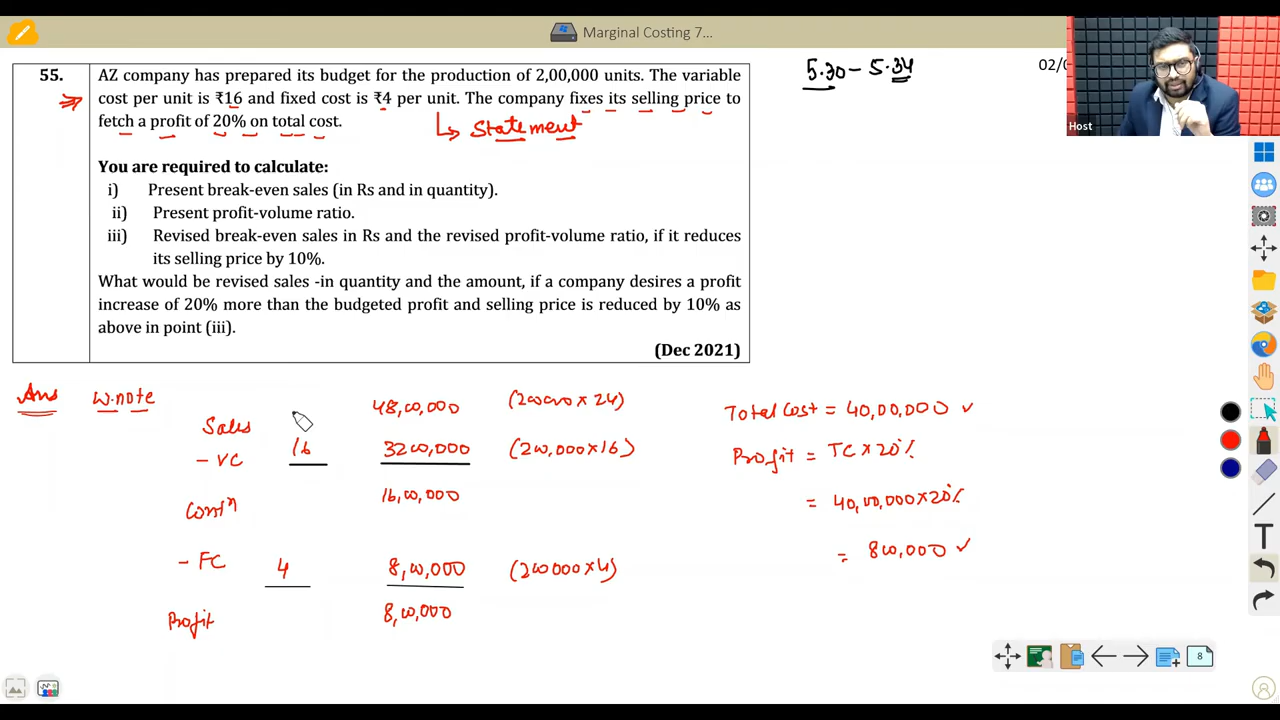 Marginal Costing 7...
55. AZ company has prepared its budget for the production of 2,00,000 units. The variable
cost per unit is ₹16 and fixed cost is ₹4 per unit. The company fixes its selling price to
fetch a profit of 20% on total cost.
Statement
5.30 - 5.34
02/0
Host
You are required to calculate:
i) Present break-even sales (in Rs and in quantity).
ii) Present profit-volume ratio.
iii) Revised break-even sales in Rs and the revised profit-volume ratio, if it reduces
its selling price by 10%.
What would be revised sales -in quantity and the amount, if a company desires a profit
increase of 20% more than the budgeted profit and selling price is reduced by 10% as
above in point (iii).
(Dec 2021)
Ans W.note
Sales 48,00,000 (200000 x 24)
- VC 16 3200,000 (200,000 x 16)
Contn 16,00,000
- FC 4 8,00,000 (200000 x 4)
Profit 8,00,000
Total Cost = 40,00,000 ✓
Profit = TC x 20%
= 40,00,000 x 20%
= 800,000 ✓
8